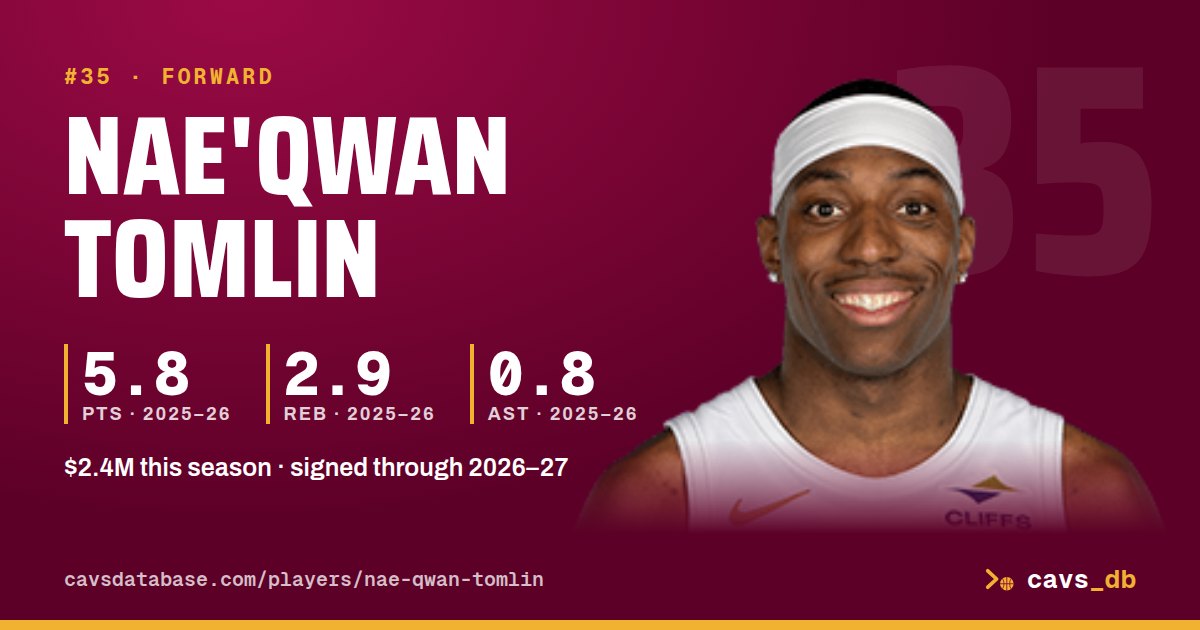 #35 · FORWARD
35
NAE'QWAN
TOMLIN
5.8
PTS · 2025–26
2.9
REB · 2025–26
0.8
AST · 2025–26
$2.4M this season · signed through 2026–27
CLIFFS
cavsdatabase.com/players/nae-qwan-tomlin
cavs_db